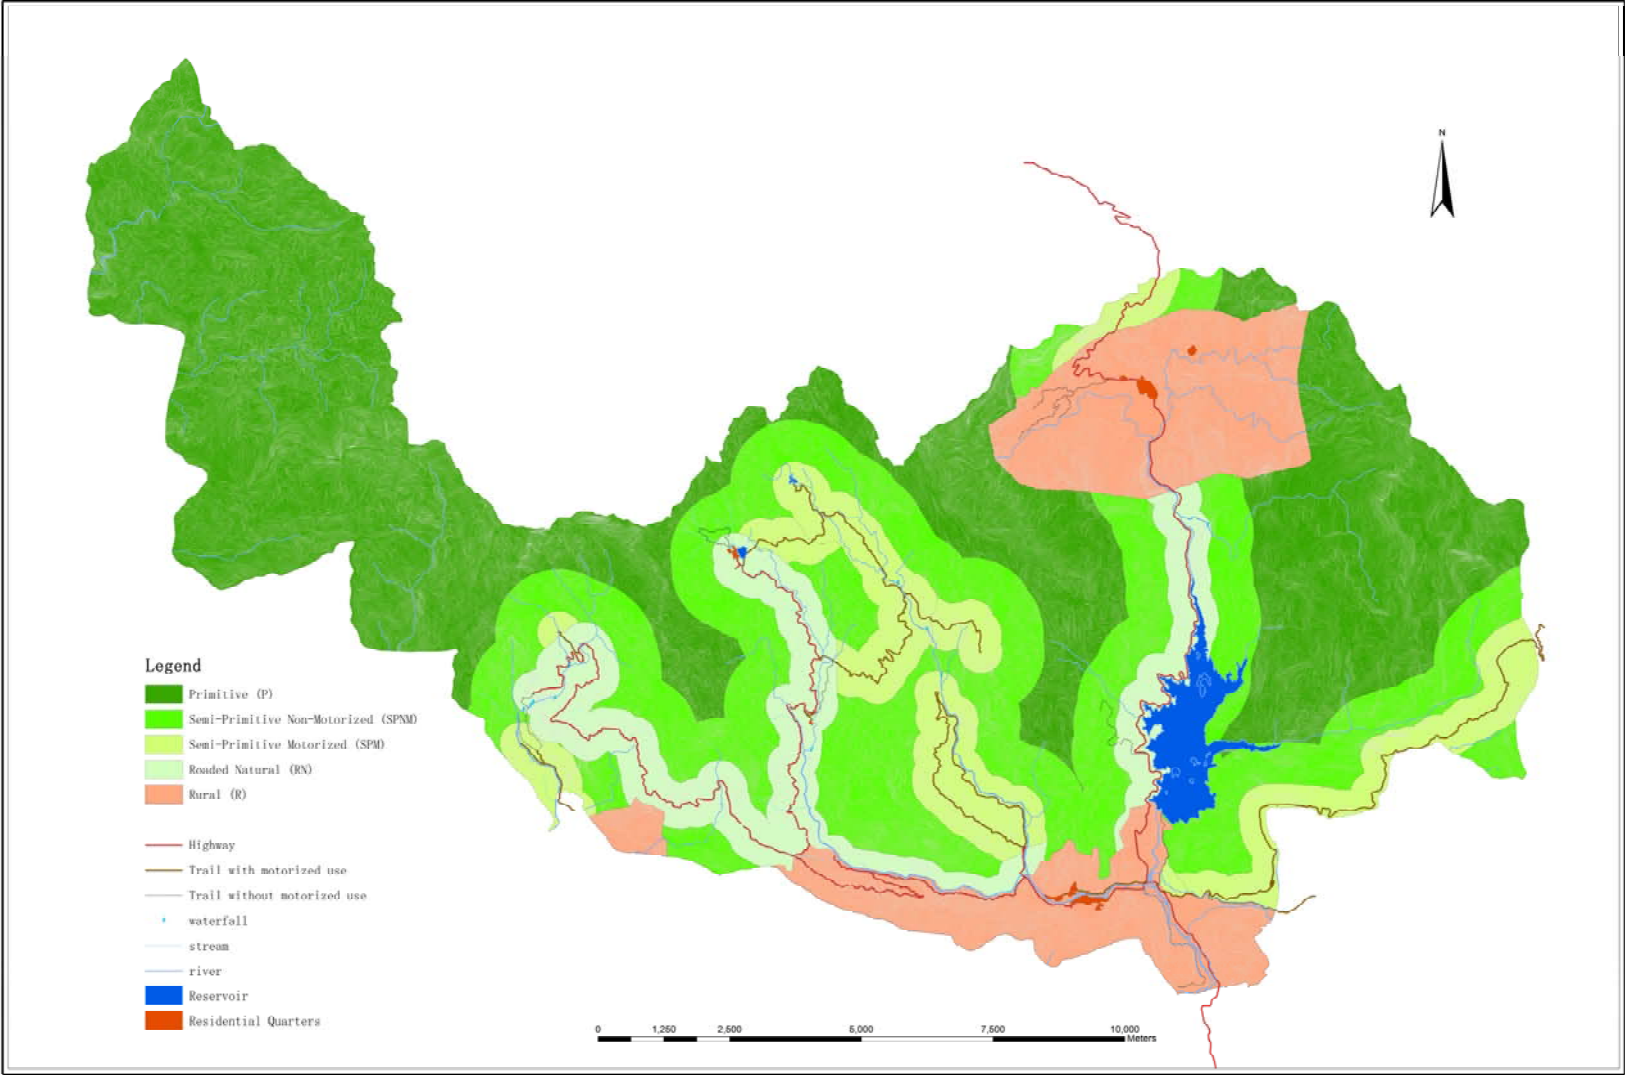 N
Legend
Primitive (P)
Semi-Primitive Non-Motorized (SPNM)
Semi-Primitive Motorized (SPM)
Roaded Natural (RN)
Rural (R)
Highway
Trail with motorized use
Trail without motorized use
waterfall
stream
river
Reservoir
Residential Quarters
0 1,250 2,500 5,000 7,500 10,000
Meters